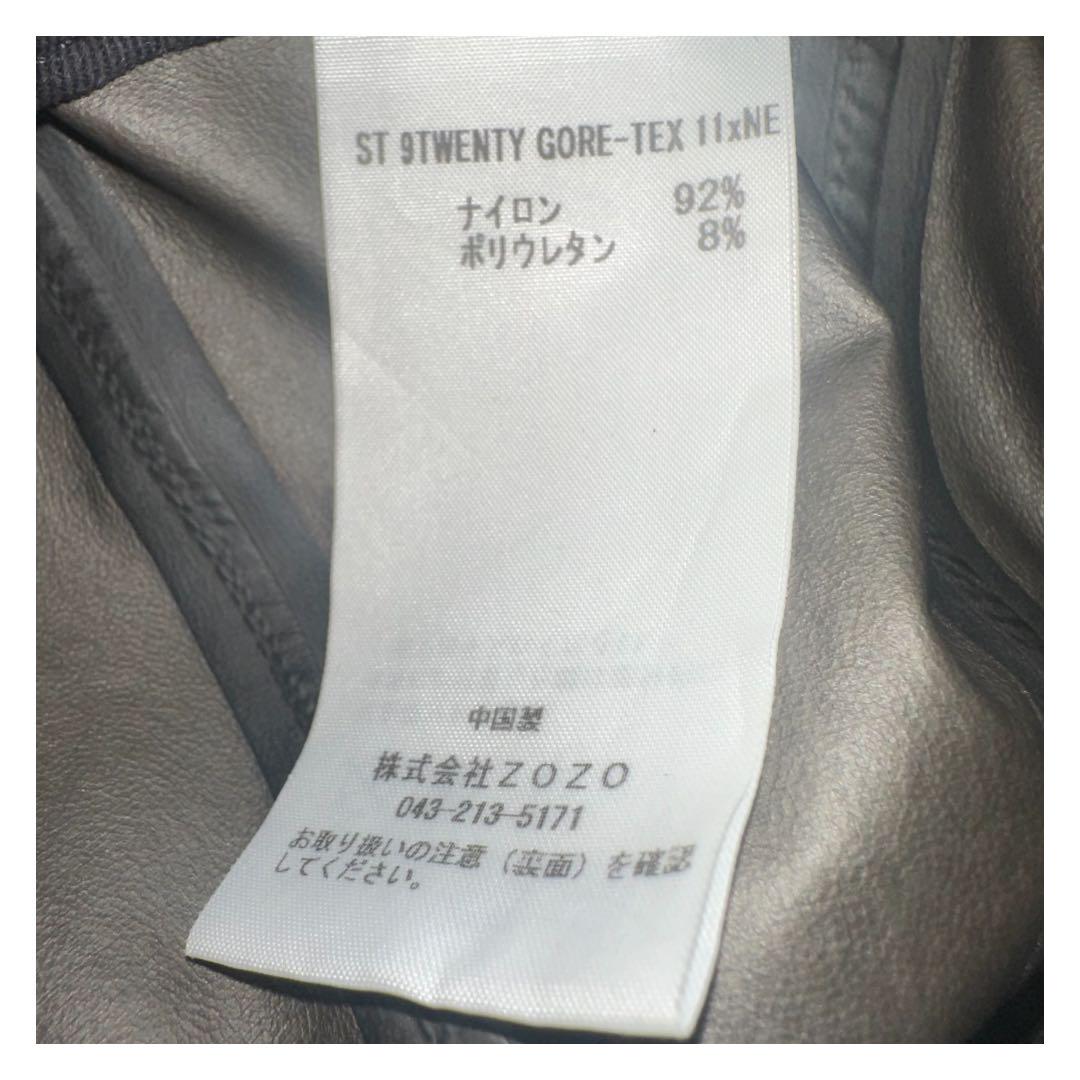 ST 9TWENTY GORE-TEX 11xNE
ナイロン 92%
ポリウレタン 8%
中国製
株式会社ZOZO
043-213-5171
お取り扱いの注意(裏面)を確認
してください。